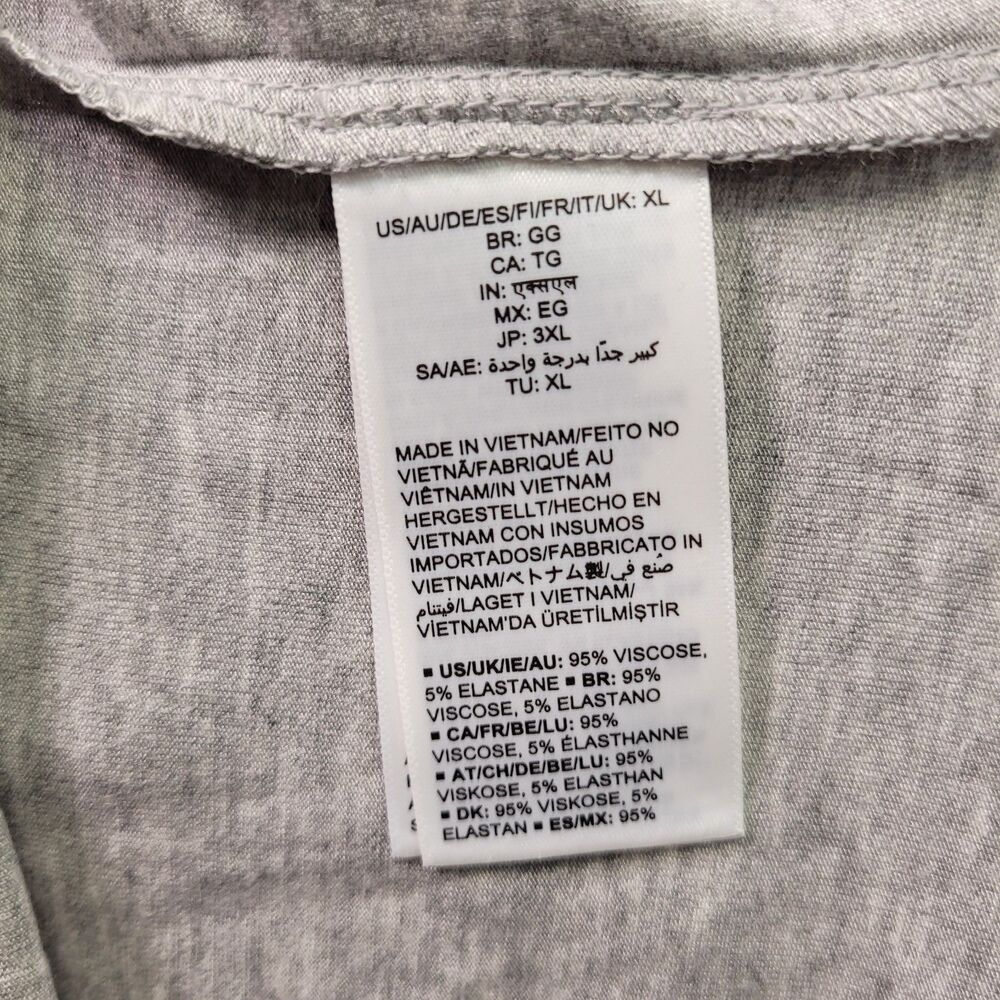 US/AU/DE/ES/FI/FR/IT/UK: XL
BR: GG
CA: TG
IN: एक्सएल
MX: EG
JP: 3XL
SA/AE: كبير جدًا بدرجة واحدة
TU: XL
MADE IN VIETNAM/FEITO NO
VIETNÃ/FABRIQUÉ AU
VIÊTNAM/IN VIETNAM
HERGESTELLT/HECHO EN
VIETNAM CON INSUMOS
IMPORTADOS/FABBRICATO IN
VIETNAM/ベトナム製/صُنع في
فيتنام/LAGET I VIETNAM/
VİETNAM'DA ÜRETİLMİŞTİR
▪ US/UK/IE/AU: 95% VISCOSE,
5% ELASTANE ▪ BR: 95%
VISCOSE, 5% ELASTANO
▪ CA/FR/BE/LU: 95%
VISCOSE, 5% ÉLASTHANNE
▪ AT/CH/DE/BE/LU: 95%
VISKOSE, 5% ELASTHAN
▪ DK: 95% VISKOSE, 5%
ELASTAN ▪ ES/MX: 95%